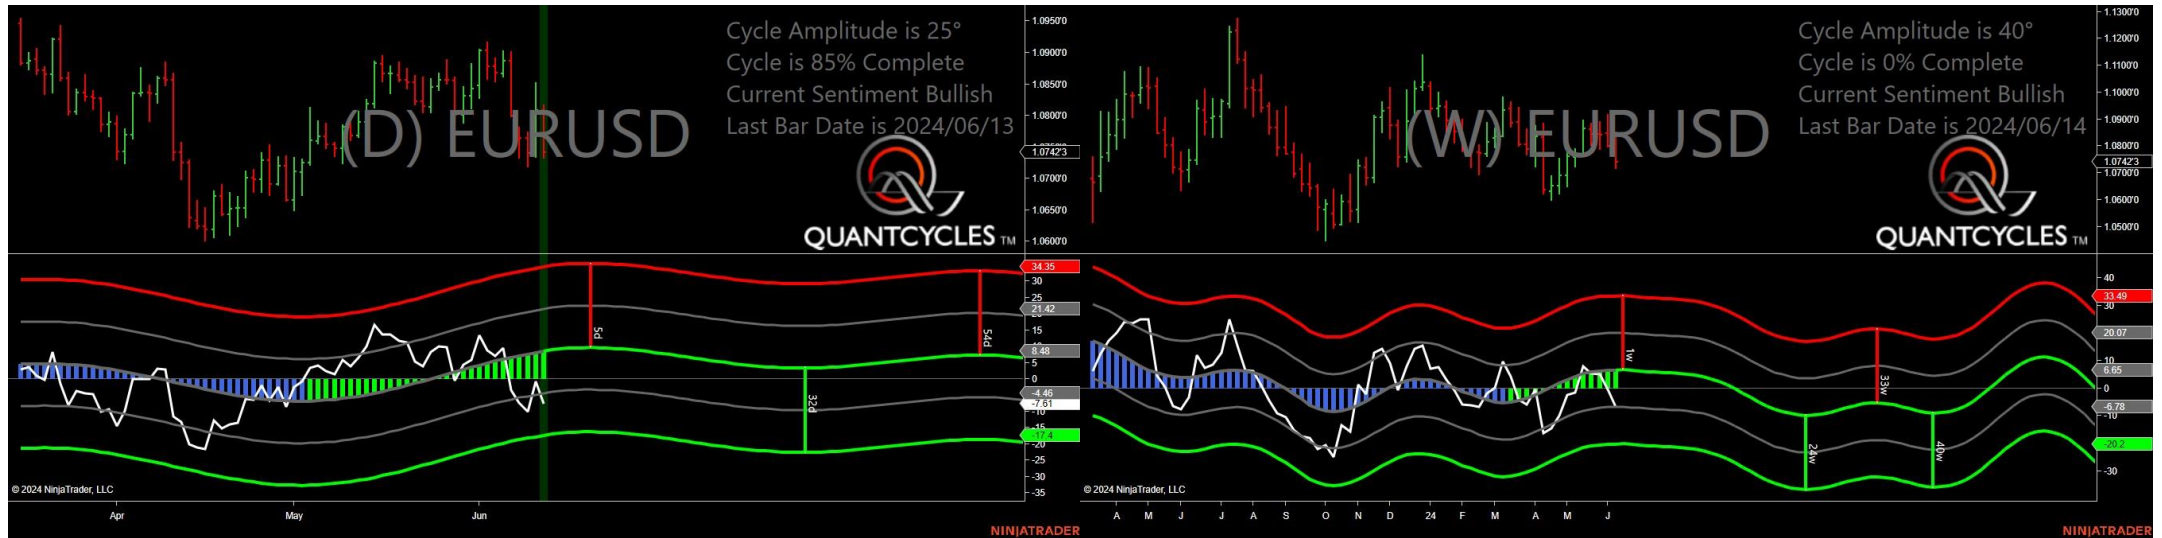 Cycle Amplitude is 25°
Cycle is 85% Complete
Current Sentiment Bullish
Last Bar Date is 2024/06/13
(D) EURUSD
QUANTCYCLES TM
1.0950'0
1.0900'0
1.0850'0
1.0800'0
1.0742'3
1.0700'0
1.0650'0
1.0600'0
34.35
30
25
21.42
15
8.48
5
0
-4.46
-7.61
-10
-15
-17.4
-20
-25
-30
-35
5d
32d
54d
© 2024 NinjaTrader, LLC
Apr May Jun
NINJATRADER
Cycle Amplitude is 40°
Cycle is 0% Complete
Current Sentiment Bullish
Last Bar Date is 2024/06/14
(W) EURUSD
QUANTCYCLES TM
1.1300'0
1.1200'0
1.1100'0
1.1000'0
1.0900'0
1.0800'0
1.0742'3
1.0700'0
1.0600'0
1.0500'0
40
33.49
30
20.07
10
6.65
0
-6.78
-10
-20.2
-30
1w
24w
33w
40w
© 2024 NinjaTrader, LLC
A M J J A S O N D 24 F M A M J
NINJATRADER